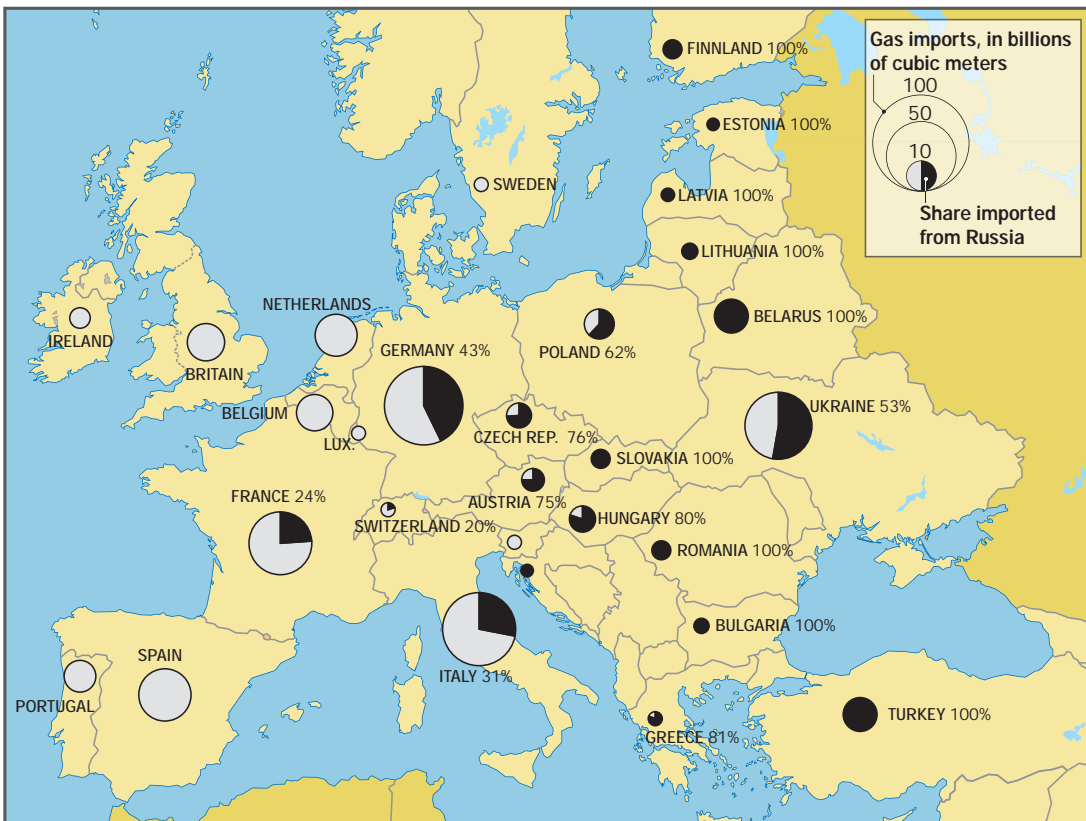 Gas imports, in billions
of cubic meters
100
50
10
Share imported
from Russia
FINNLAND 100%
ESTONIA 100%
SWEDEN
LATVIA 100%
LITHUANIA 100%
NETHERLANDS
IRELAND
BRITAIN
GERMANY 43%
POLAND 62%
BELARUS 100%
BELGIUM
LUX.
CZECH REP. 76%
UKRAINE 53%
SLOVAKIA 100%
FRANCE 24%
AUSTRIA 75%
SWITZERLAND 20%
HUNGARY 80%
ROMANIA 100%
BULGARIA 100%
SPAIN
ITALY 31%
PORTUGAL
GREECE 81%
TURKEY 100%